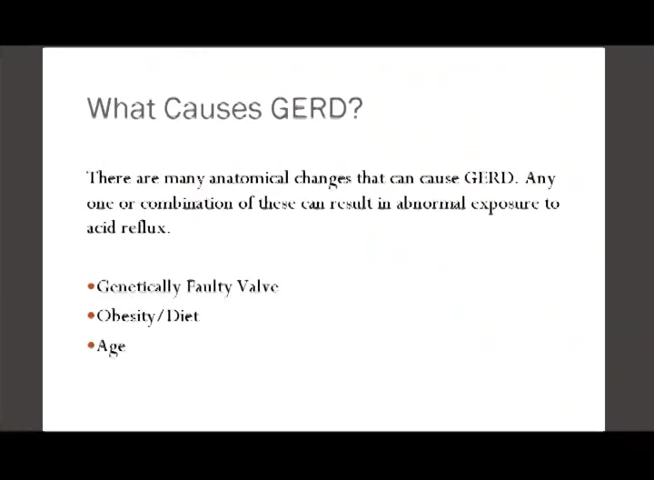 What Causes GERD?
There are many anatomical changes that can cause GERD. Any
one or combination of these can result in abnormal exposure to
acid reflux.
•Genetically Faulty Valve
•Obesity/Diet
•Age